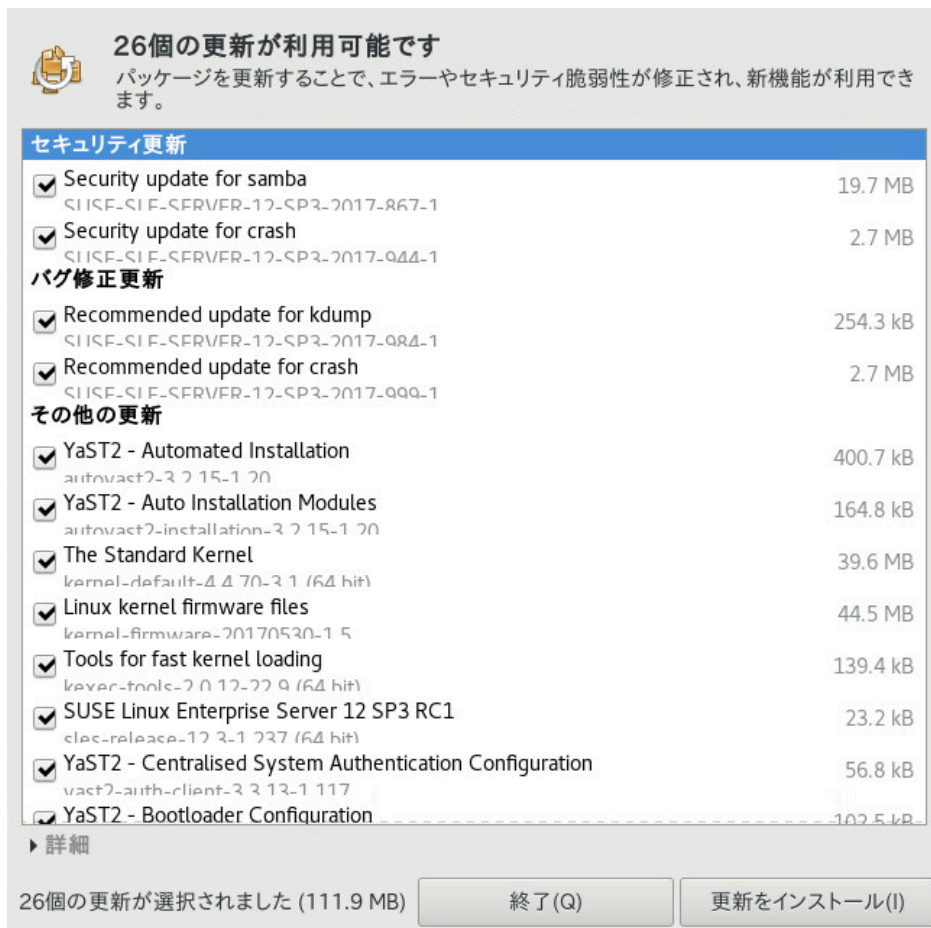 26個の更新が利用可能です
パッケージを更新することで、エラーやセキュリティ脆弱性が修正され、新機能が利用でき
ます。
セキュリティ更新
Security update for samba 19.7 MB
SUSE-SLE-SERVER-12-SP3-2017-867-1
Security update for crash 2.7 MB
SUSE-SLE-SERVER-12-SP3-2017-944-1
バグ修正更新
Recommended update for kdump 254.3 kB
SUSE-SLE-SERVER-12-SP3-2017-984-1
Recommended update for crash 2.7 MB
SUSE-SLE-SERVER-12-SP3-2017-999-1
その他の更新
YaST2 - Automated Installation 400.7 kB
autoyast2-3.2.15-1.20
YaST2 - Auto Installation Modules 164.8 kB
autoyast2-installation-3.2.15-1.20
The Standard Kernel 39.6 MB
kernel-default-4.4.70-3.1 (64 bit)
Linux kernel firmware files 44.5 MB
kernel-firmware-20170530-1.5
Tools for fast kernel loading 139.4 kB
kexec-tools-2.0.12-22.9 (64 bit)
SUSE Linux Enterprise Server 12 SP3 RC1 23.2 kB
sles-release-12.3-1.237 (64 bit)
YaST2 - Centralised System Authentication Configuration 56.8 kB
yast2-auth-client-3.3.13-1.117
YaST2 - Bootloader Configuration 102.5 kB
詳細
26個の更新が選択されました (111.9 MB) 終了(Q) 更新をインストール(I)